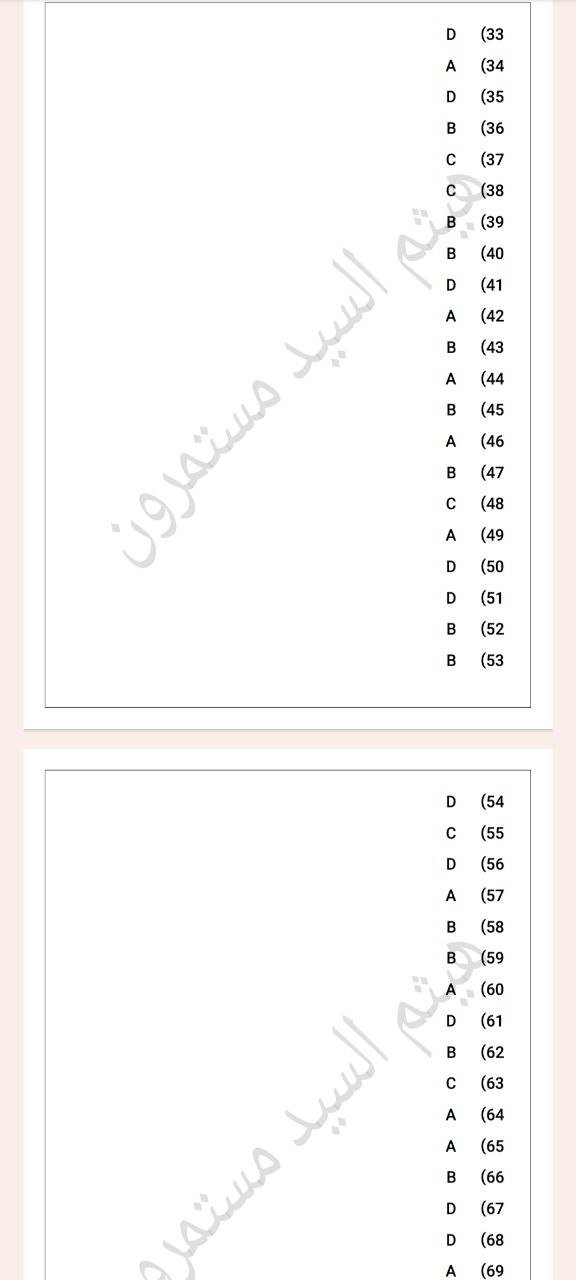 33) D
34) A
35) D
36) B
37) C
38) C
39) B
40) B
41) D
42) A
43) B
44) A
45) B
46) A
47) B
48) C
49) A
50) D
51) D
52) B
53) B
هيثم السيد مستمرون
54) D
55) C
56) D
57) A
58) B
59) B
60) A
61) D
62) B
63) C
64) A
65) A
66) B
67) D
68) D
69) A
هيثم السيد مستمرون